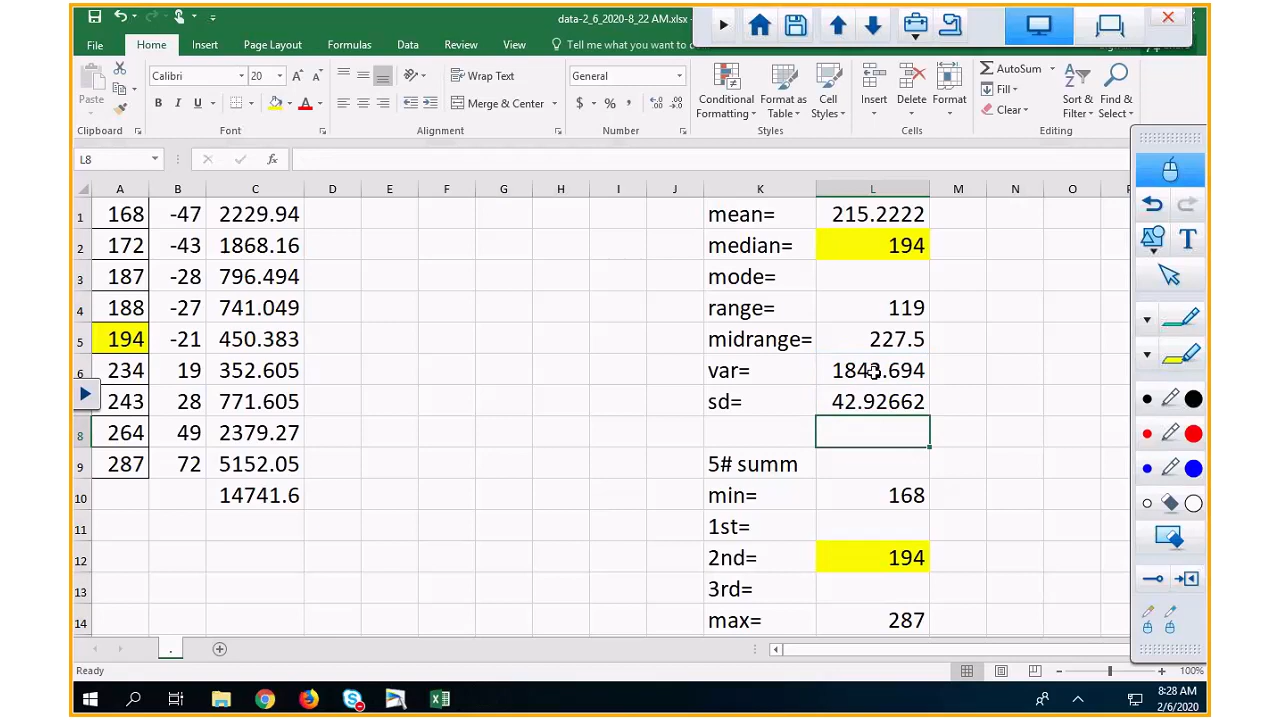 data-2_6_2020-8_22 AM.xlsx
File Home Insert Page Layout Formulas Data Review View Tell me what you want to
Paste
Calibri 20
Wrap Text
Merge & Center
General
Conditional Formatting
Format as Table
Cell Styles
Insert
Delete
Format
AutoSum
Fill
Clear
Sort & Filter
Find & Select
Clipboard Font Alignment Number Styles Cells Editing
L8 fx
A B C D E F G H I J K L M N O
1 168 -47 2229.94 mean= 215.2222
2 172 -43 1868.16 median= 194
3 187 -28 796.494 mode=
4 188 -27 741.049 range= 119
5 194 -21 450.383 midrange= 227.5
6 234 19 352.605 var=
243 28 771.605 sd= 42.92662
8 264 49 2379.27
9 287 72 5152.05 5# summ
10 14741.6 min= 168
11 1st=
12 2nd= 194
13 3rd=
14 max= 287
.
Ready 100%
8:28 AM
2/6/2020